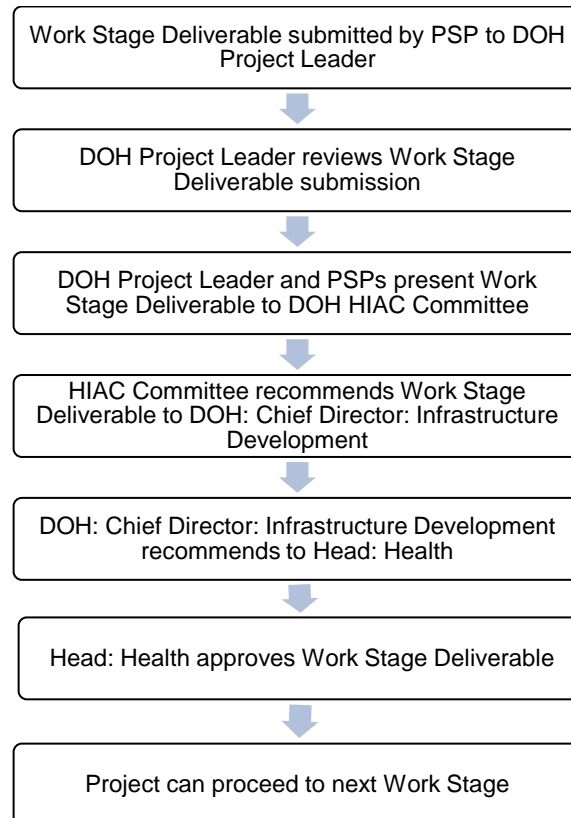 Work Stage Deliverable submitted by PSP to DOH
Project Leader
DOH Project Leader reviews Work Stage
Deliverable submission
DOH Project Leader and PSPs present Work
Stage Deliverable to DOH HIAC Committee
HIAC Committee recommends Work Stage
Deliverable to DOH: Chief Director: Infrastructure
Development
DOH: Chief Director: Infrastructure Development
recommends to Head: Health
Head: Health approves Work Stage Deliverable
Project can proceed to next Work Stage